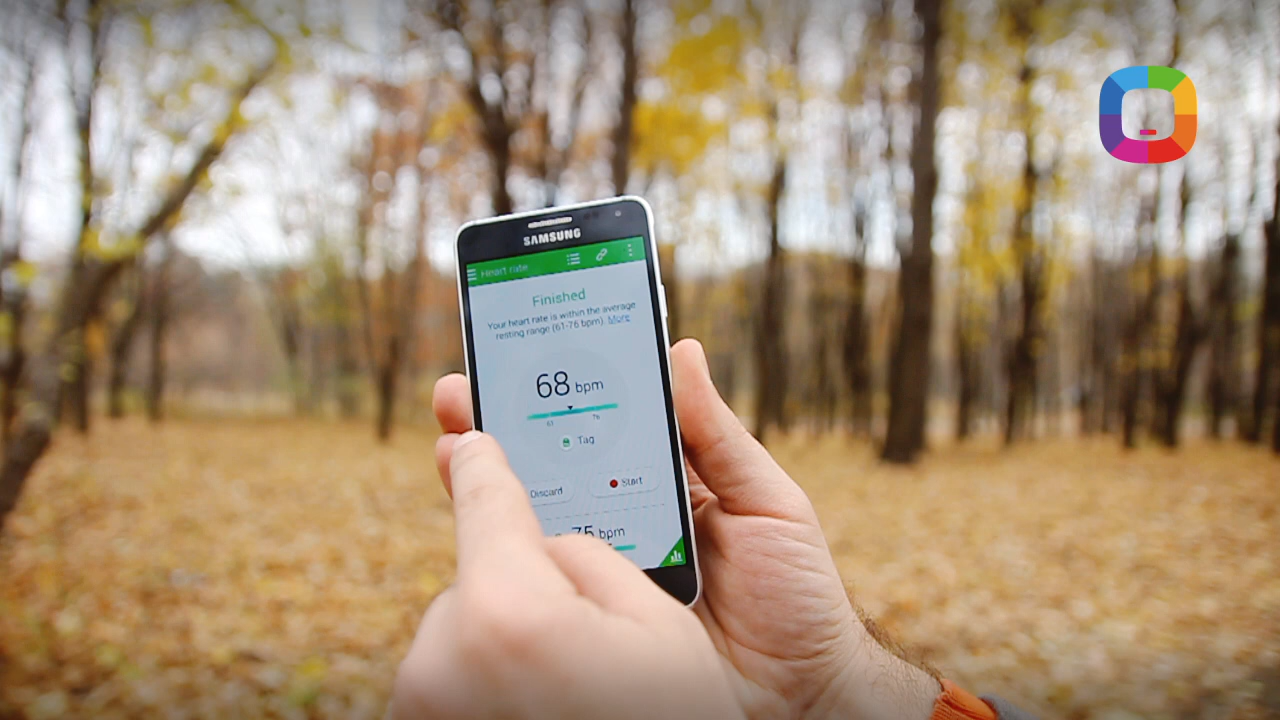 SAMSUNG
Heart rate
Finished
Your heart rate is within the average
resting range (61-76 bpm). More
68 bpm
61 76
Tag
Discard Start
75 bpm